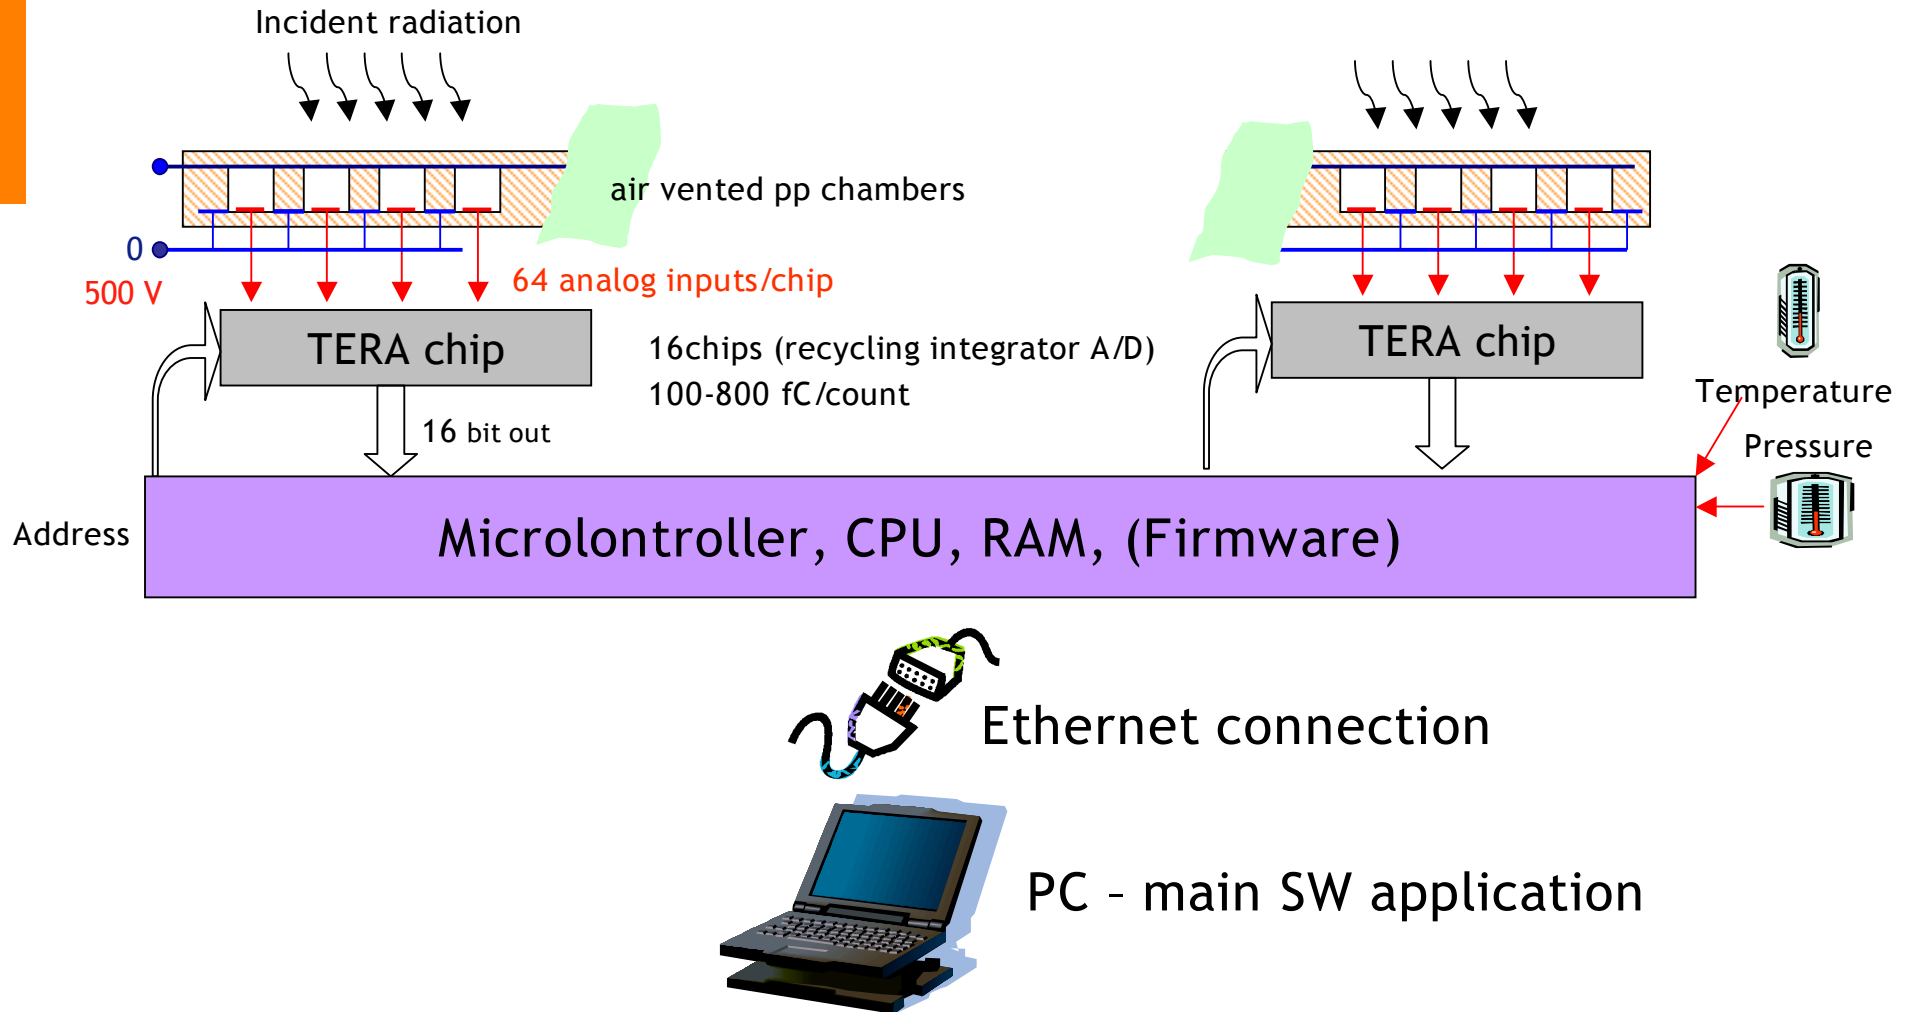 Incident radiation
air vented pp chambers
0
500 V
64 analog inputs/chip
TERA chip
16chips (recycling integrator A/D)
100-800 fC/count
TERA chip
Temperature
16 bit out
Pressure
Address
Microlontroller, CPU, RAM, (Firmware)
Ethernet connection
PC – main SW application